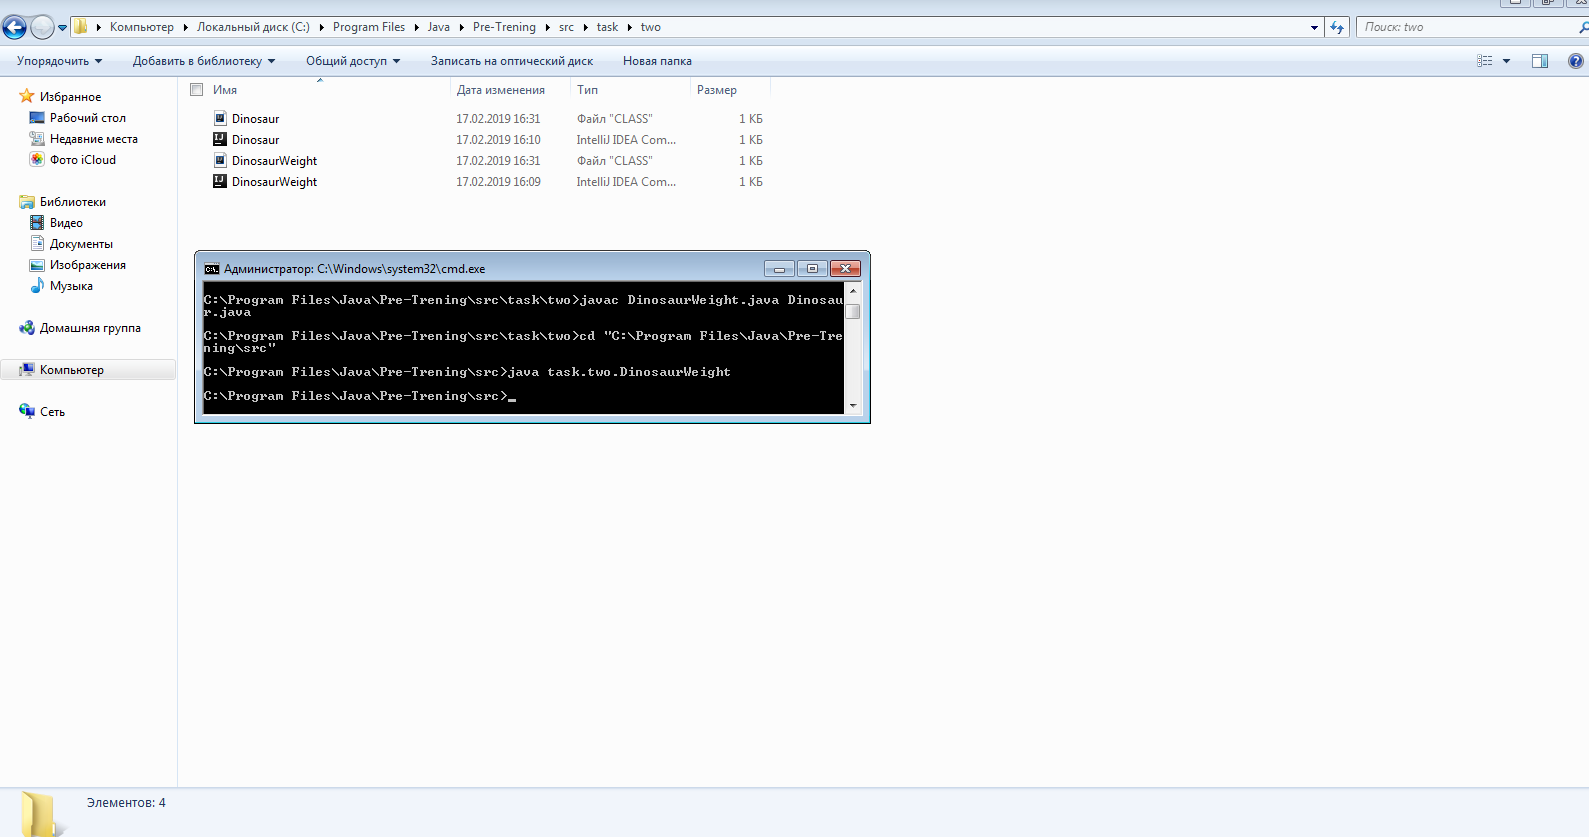 Компьютер Локальный диск (C:) Program Files Java Pre-Trening src task two
Поиск: two
Упорядочить Добавить в библиотеку Общий доступ Записать на оптический диск Новая папка
Избранное
Рабочий стол
Недавние места
Фото iCloud
Библиотеки
Видео
Документы
Изображения
Музыка
Домашняя группа
Компьютер
Сеть
Имя Дата изменения Тип Размер
Dinosaur 17.02.2019 16:31 Файл "CLASS" 1 КБ
Dinosaur 17.02.2019 16:10 IntelliJ IDEA Com... 1 КБ
DinosaurWeight 17.02.2019 16:31 Файл "CLASS" 1 КБ
DinosaurWeight 17.02.2019 16:09 IntelliJ IDEA Com... 1 КБ
Администратор: C:\Windows\system32\cmd.exe
C:\Program Files\Java\Pre-Trening\src\task\two>javac DinosaurWeight.java Dinosau
r.java
C:\Program Files\Java\Pre-Trening\src\task\two>cd "C:\Program Files\Java\Pre-Tre
ning\src"
C:\Program Files\Java\Pre-Trening\src>java task.two.DinosaurWeight
C:\Program Files\Java\Pre-Trening\src>_
Элементов: 4